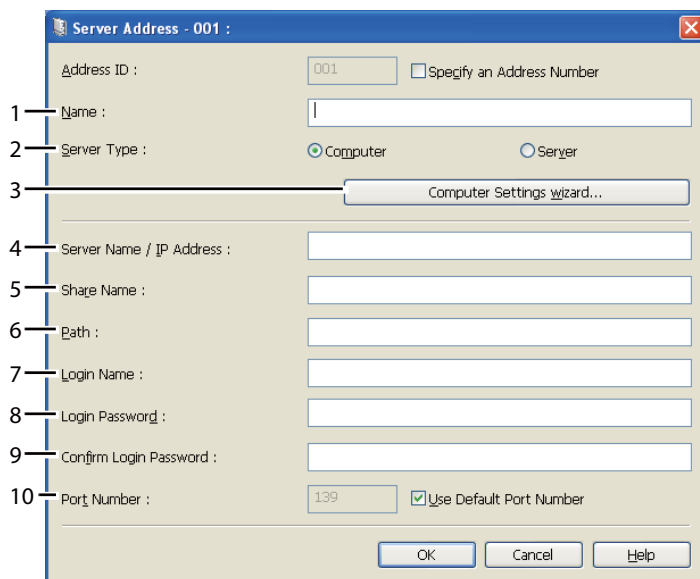 Server Address - 001 :
Address ID : 001 Specify an Address Number
1 Name :
2 Server Type : Computer Server
3 Computer Settings wizard...
4 Server Name / IP Address :
5 Share Name :
6 Path :
7 Login Name :
8 Login Password :
9 Confirm Login Password :
10 Port Number : 139 Use Default Port Number
OK Cancel Help